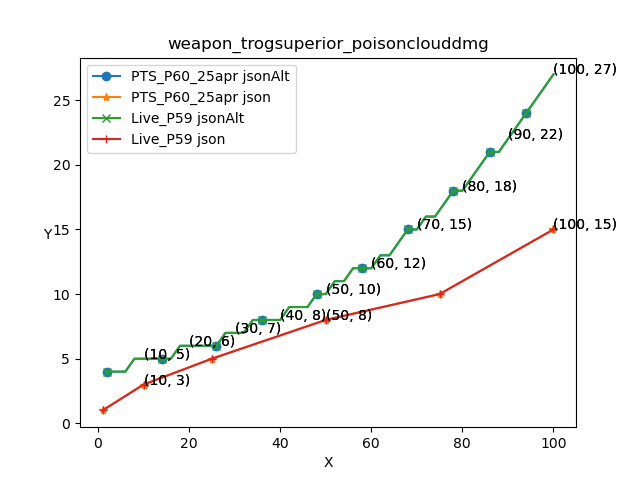 weapon_trogsuperior_poisonclouddmg
PTS_P60_25apr jsonAlt
PTS_P60_25apr json
Live_P59 jsonAlt
Live_P59 json
(100, 27)
(90, 22)
(80, 18)
(70, 15)
(100, 15)
(60, 12)
(50, 10)
(40, 8)
(50, 8)
(30, 7)
(20, 6)
(10, 5)
(10, 3)
Y
25
20
15
10
5
0
0 20 40 60 80 100
X